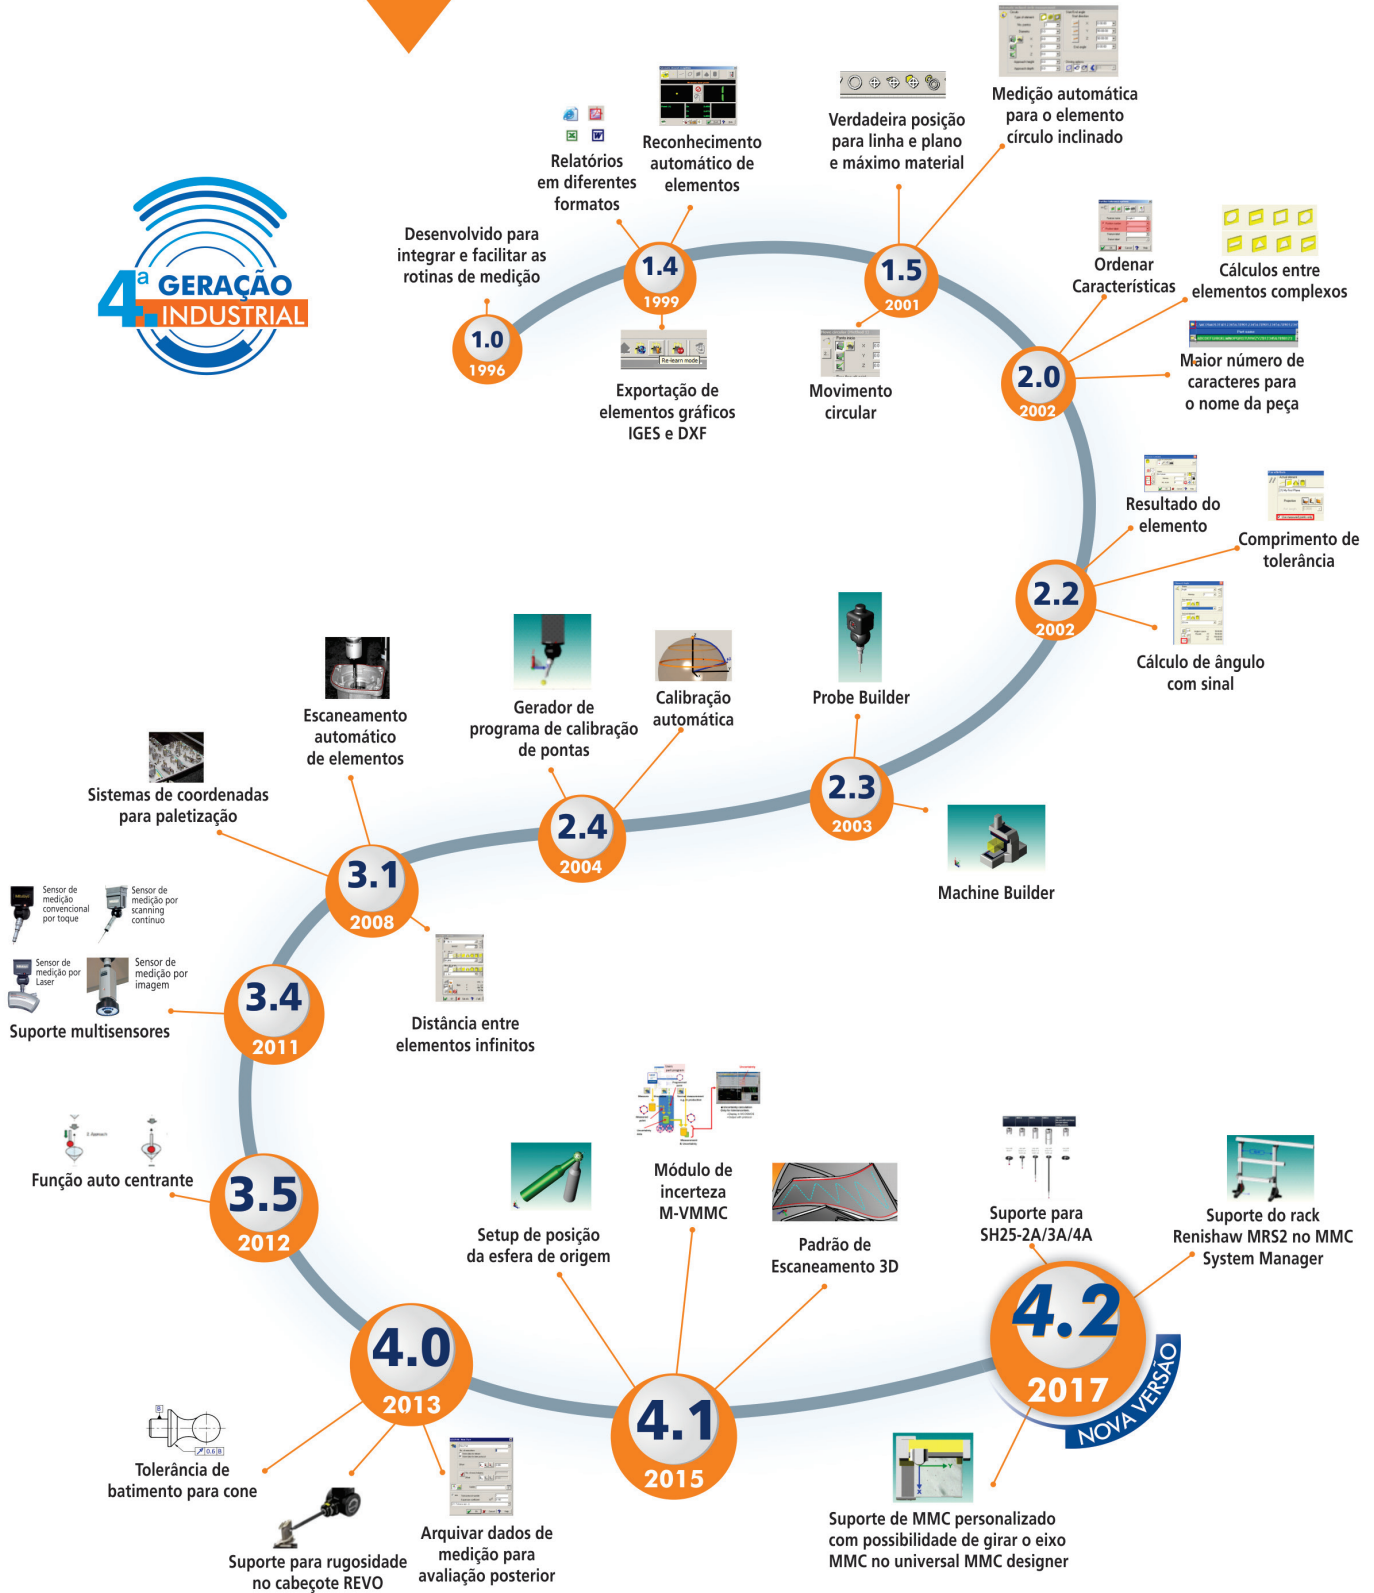 4ª GERAÇÃO
INDUSTRIAL
Desenvolvido para
integrar e facilitar as
rotinas de medição
1.0
1996
Relatórios
em diferentes
formatos
Reconhecimento
automático de
elementos
1.4
1999
Re-learn mode
Exportação de
elementos gráficos
IGES e DXF
Verdadeira posição
para linha e plano
e máximo material
Medição automática
para o elemento
círculo inclinado
1.5
2001
Movimento
circular
Ordenar
Características
Cálculos entre
elementos complexos
Maior número de
caracteres para
o nome da peça
2.0
2002
Resultado do
elemento
Comprimento de
tolerância
2.2
2002
Cálculo de ângulo
com sinal
Probe Builder
2.3
2003
Machine Builder
Gerador de
programa de calibração
de pontas
Calibração
automática
2.4
2004
Escaneamento
automático
de elementos
Sistemas de coordenadas
para paletização
3.1
2008
Distância entre
elementos infinitos
Sensor de
medição
convencional
por toque
Sensor de
medição por
scanning
contínuo
Sensor de
medição por
Laser
Sensor de
medição por
imagem
Suporte multisensores
3.4
2011
Função auto centrante
3.5
2012
4.0
2013
B
0.6 B
Tolerância de
batimento para cone
Suporte para rugosidade
no cabeçote REVO
Arquivar dados de
medição para
avaliação posterior
Setup de posição
da esfera de origem
Módulo de
incerteza
M-VMMC
Padrão de
Escaneamento 3D
4.1
2015
Suporte para
SH25-2A/3A/4A
Suporte do rack
Renishaw MRS2 no MMC
System Manager
4.2
2017
NOVA VERSÃO
Y
X
Suporte de MMC personalizado
com possibilidade de girar o eixo
MMC no universal MMC designer